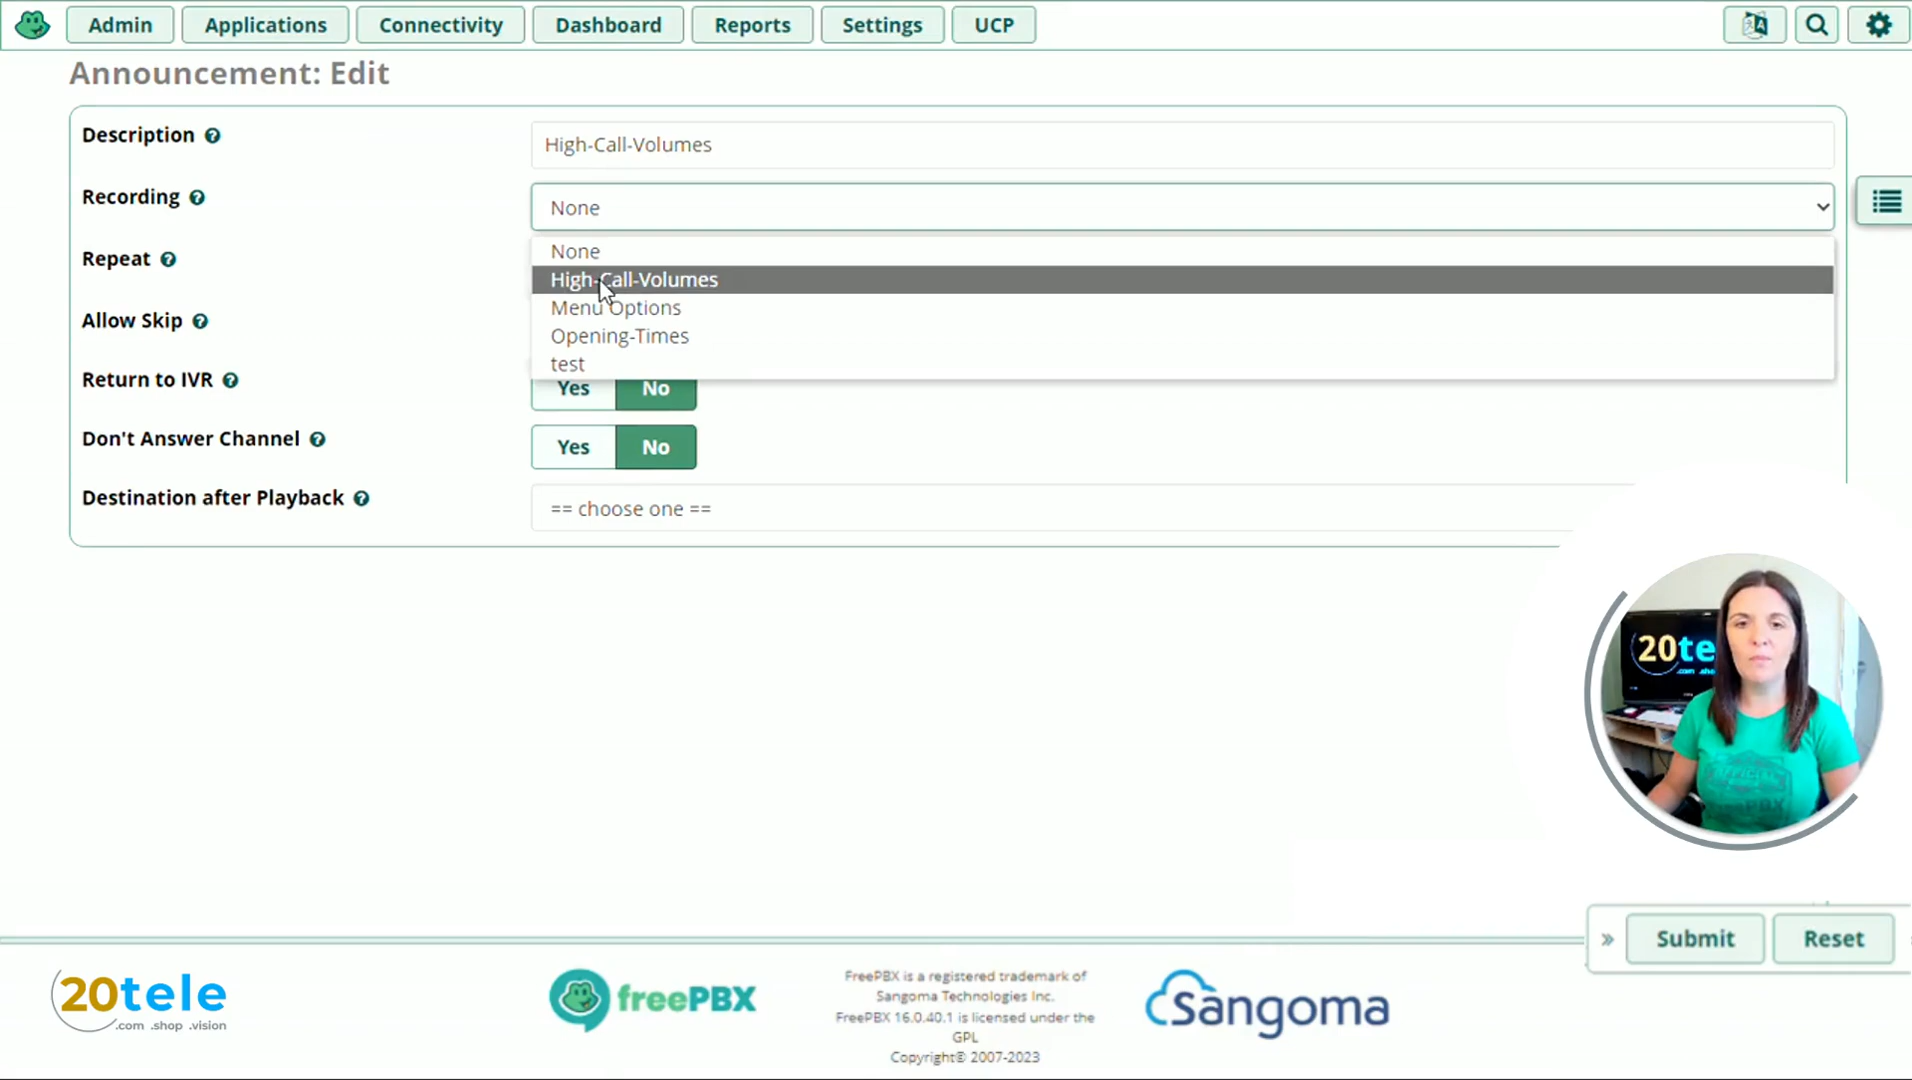 Admin
Applications
Connectivity
Dashboard
Reports
Settings
UCP
Announcement: Edit
Description
High-Call-Volumes
Recording
None
None
High-Call-Volumes
Menu Options
Opening-Times
test
Repeat
Allow Skip
Return to IVR
Yes No
Don't Answer Channel
Yes No
Destination after Playback
== choose one ==
20te
» Submit Reset
20tele
.com .shop .vision
freePBX
FreePBX is a registered trademark of
Sangoma Technologies Inc.
FreePBX 16.0.40.1 is licensed under the
GPL
Copyright© 2007-2023
Sangoma